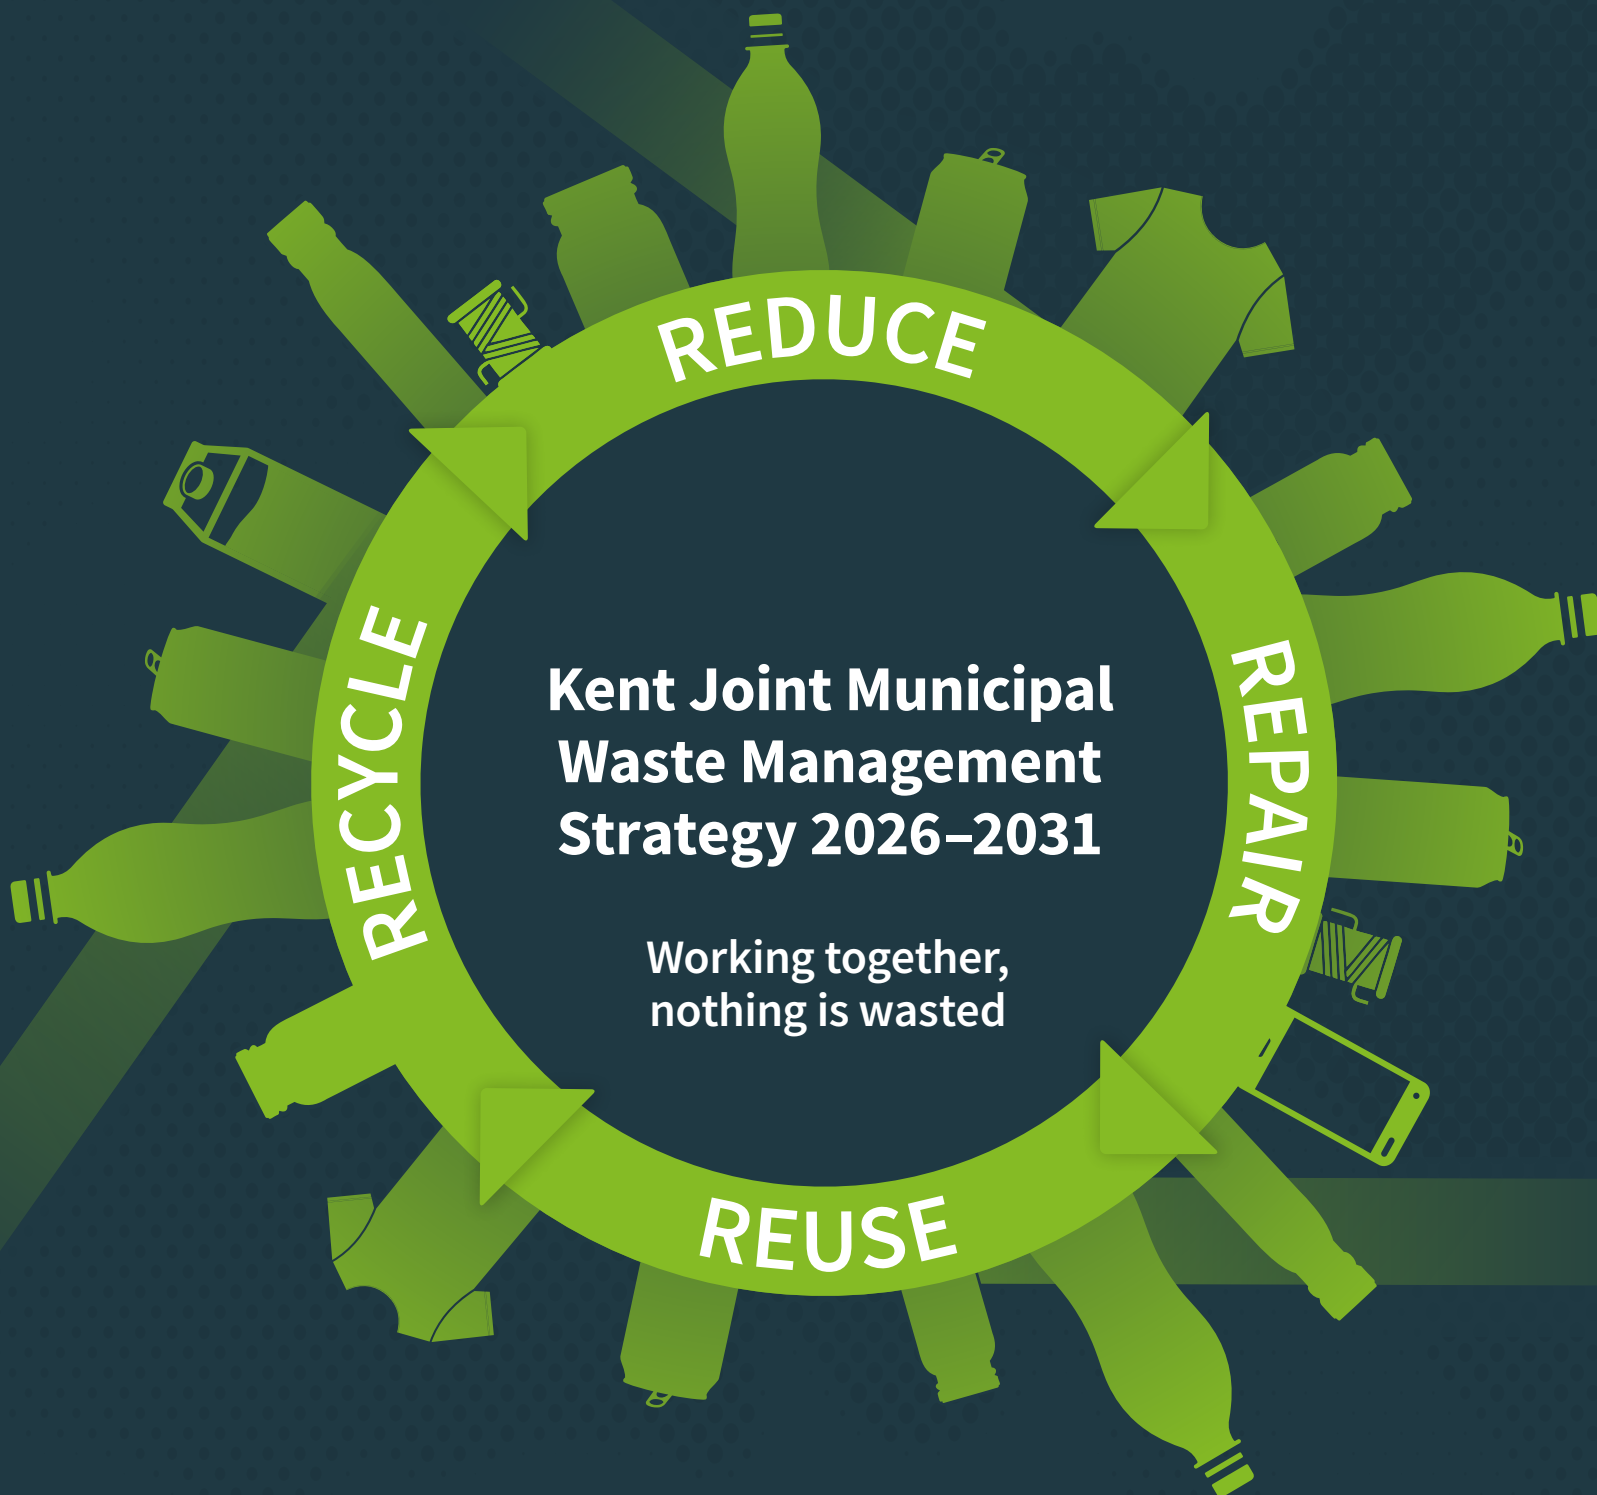 REDUCE
REPAIR
REUSE
RECYCLE
Kent Joint Municipal
Waste Management
Strategy 2026–2031
Working together,
nothing is wasted